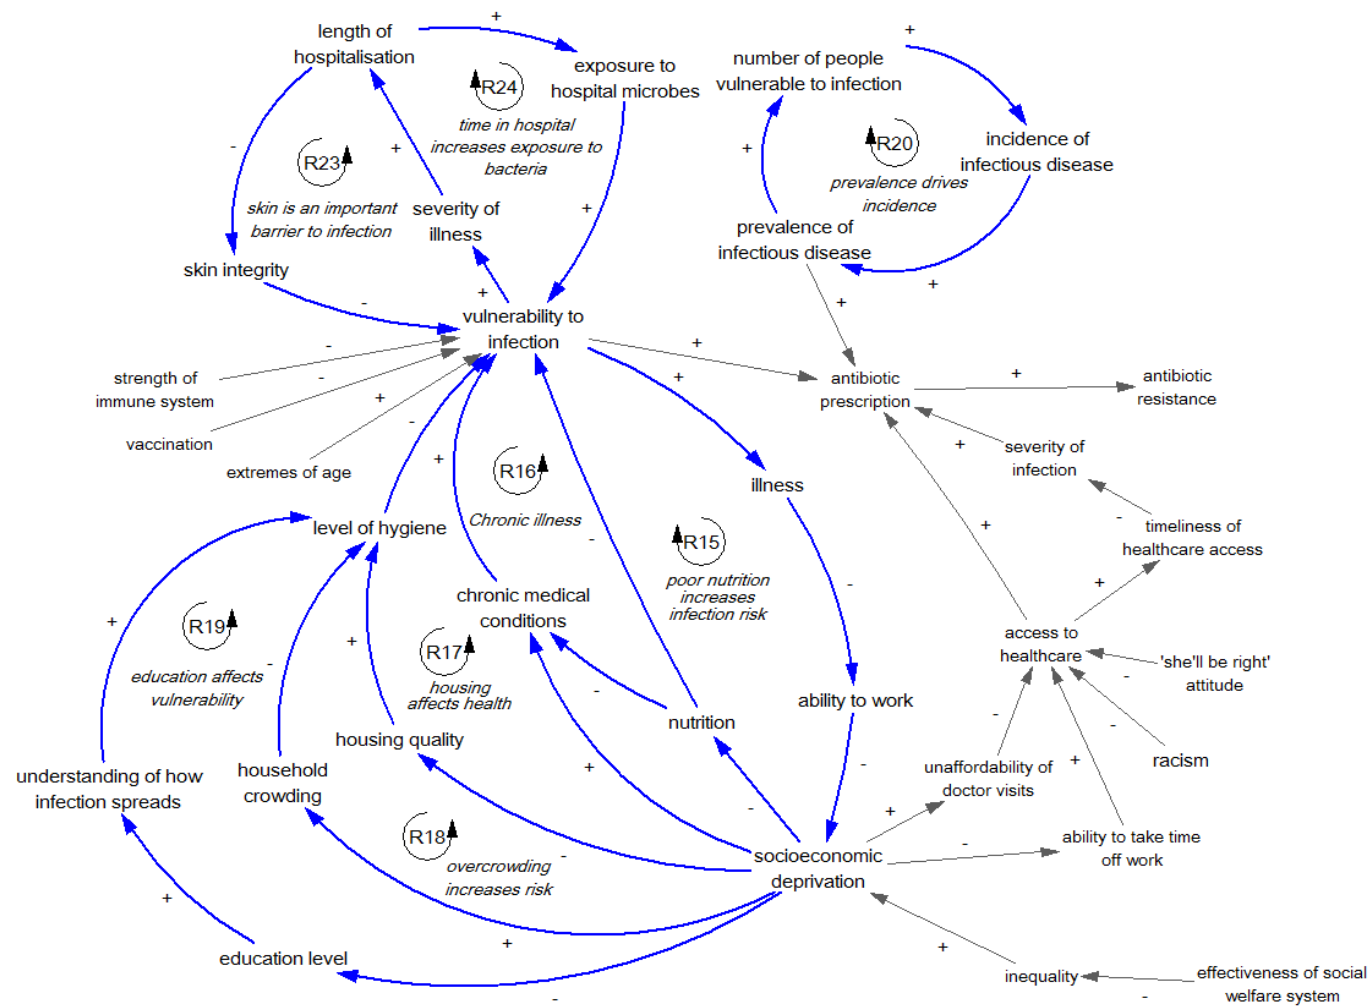 length of
hospitalisation
+
exposure to
hospital microbes
R24
time in hospital
increases exposure to
bacteria
+
-
R23
skin is an important
barrier to infection
skin integrity
-
severity of
illness
+
+
vulnerability to
infection
number of people
vulnerable to infection
+
incidence of
infectious disease
R20
prevalence drives
incidence
+
prevalence of
infectious disease
+
+
strength of
immune system
-
vaccination
-
extremes of age
+
-
+
+
antibiotic
prescription
+
antibiotic
resistance
+
severity of
infection
+
-
timeliness of
healthcare access
+
+
access to
healthcare
'she'll be right'
attitude
-
-
racism
-
unaffordability of
doctor visits
+
ability to take time
off work
+
-
illness
-
ability to work
-
R16
Chronic illness
+
R15
poor nutrition
increases
infection risk
-
level of hygiene
chronic medical
conditions
R19
education affects
vulnerability
+
-
R17
housing
affects health
+
-
nutrition
housing quality
understanding of how
infection spreads
household
crowding
+
-
R18
overcrowding
increases risk
-
socioeconomic
deprivation
+
education level
+
-
+
inequality
-
effectiveness of social
welfare system